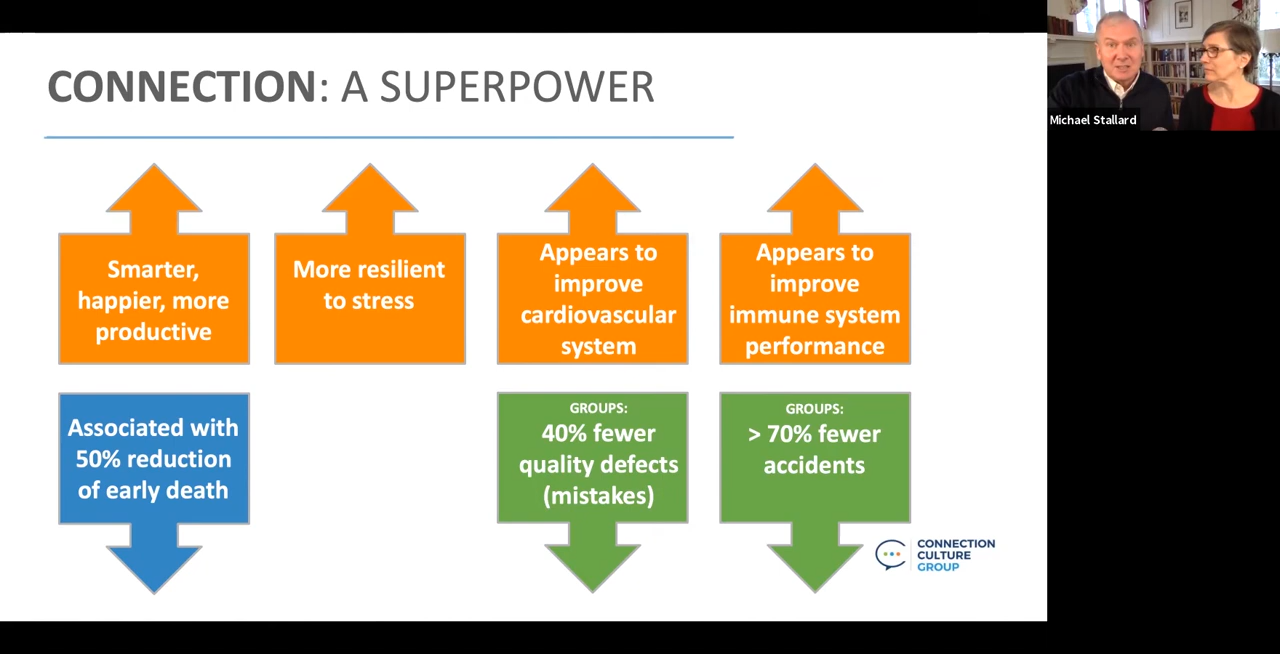 CONNECTION: A SUPERPOWER
Michael Stallard
Smarter,
happier, more
productive
More resilient
to stress
Appears to
improve
cardiovascular
system
Appears to
improve
immune system
performance
Associated with
50% reduction
of early death
GROUPS:
40% fewer
quality defects
(mistakes)
GROUPS:
> 70% fewer
accidents
CONNECTION
CULTURE
GROUP